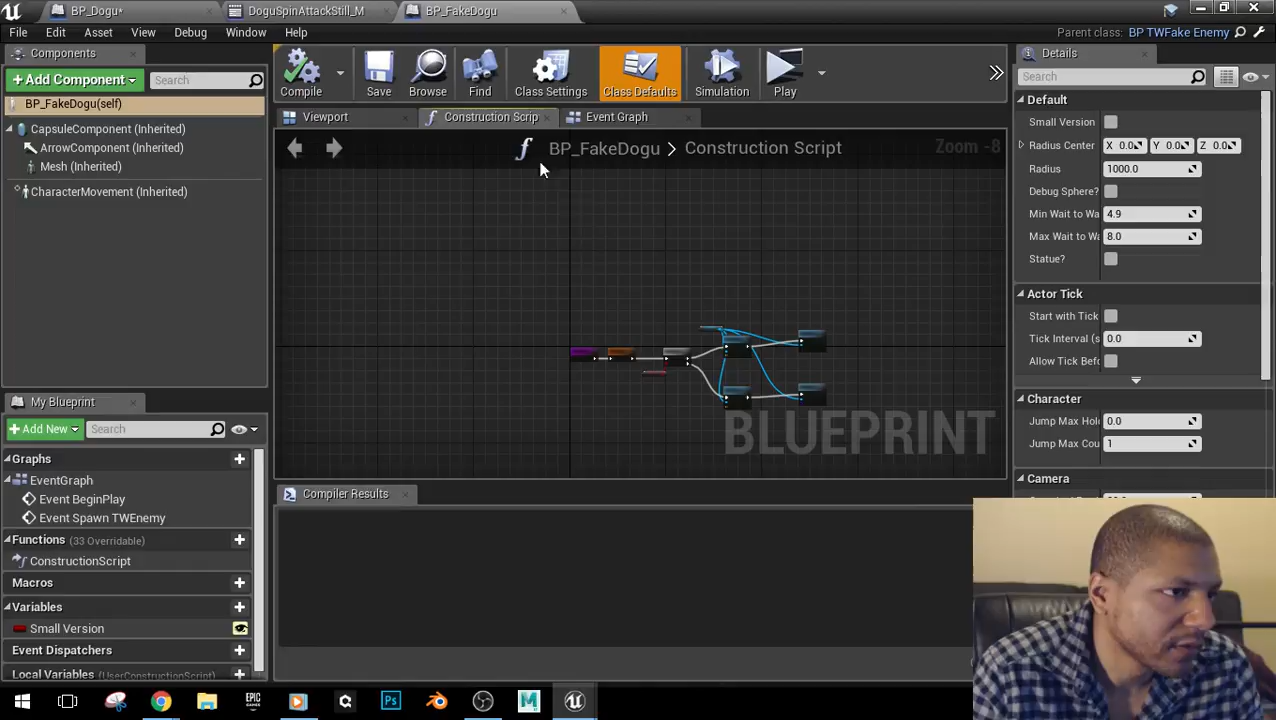 BP_Dogu*
DoguSpinAttackStill_M
BP_FakeDogu
File Edit Asset View Debug Window Help
Parent class: BP TWFake Enemy
Components
Add Component
Search
BP_FakeDogu(self)
CapsuleComponent (Inherited)
ArrowComponent (Inherited)
Mesh (Inherited)
CharacterMovement (Inherited)
Compile
Save
Browse
Find
Class Settings
Class Defaults
Simulation
Play
Viewport
Construction Scrip
Event Graph
BP_FakeDogu > Construction Script
Zoom -8
BLUEPRINT
Compiler Results
My Blueprint
Add New
Search
Graphs
EventGraph
Event BeginPlay
Event Spawn TWEnemy
Functions (33 Overridable)
ConstructionScript
Macros
Variables
Small Version
Event Dispatchers
Local Variables (UserConstructionScript)
Details
Search
Default
Small Version
Radius Center X 0.0 Y 0.0 Z 0.0
Radius 1000.0
Debug Sphere?
Min Wait to Wa 4.9
Max Wait to Wa 8.0
Statue?
Actor Tick
Start with Tick
Tick Interval (s 0.0
Allow Tick Befo
Character
Jump Max Hol 0.0
Jump Max Cou 1
Camera
EPIC GAMES
Ps
M